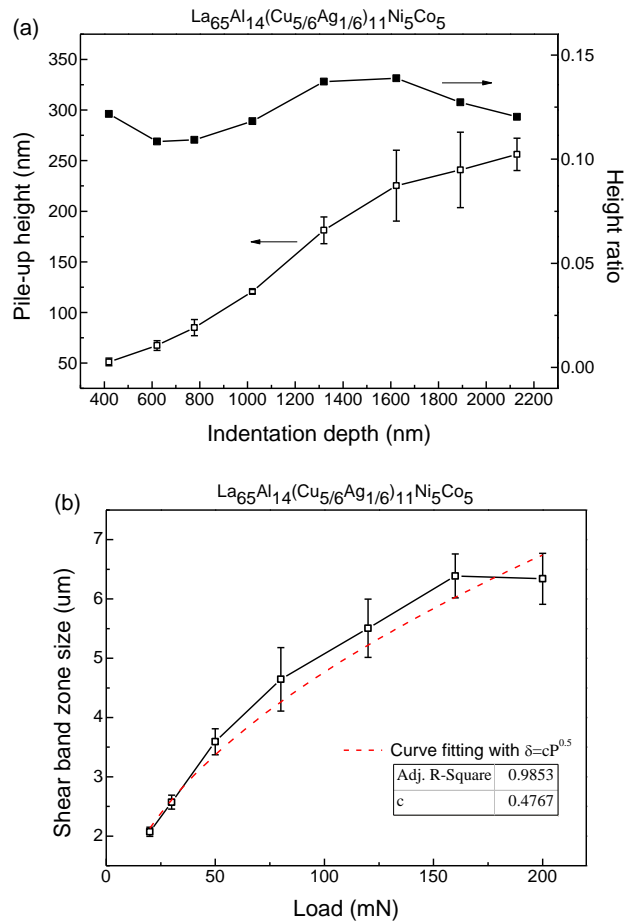 (a)
La65Al14(Cu5/6Ag1/6)11Ni5Co5
Pile-up height (nm)
350
300
250
200
150
100
50
0.15
0.10
0.05
0.00
Height ratio
400 600 800 1000 1200 1400 1600 1800 2000 2200
Indentation depth (nm)
(b)
La65Al14(Cu5/6Ag1/6)11Ni5Co5
Shear band zone size (um)
7
6
5
4
3
2
Curve fitting with δ=cP^0.5
Adj. R-Square 0.9853
c 0.4767
0 50 100 150 200
Load (mN)